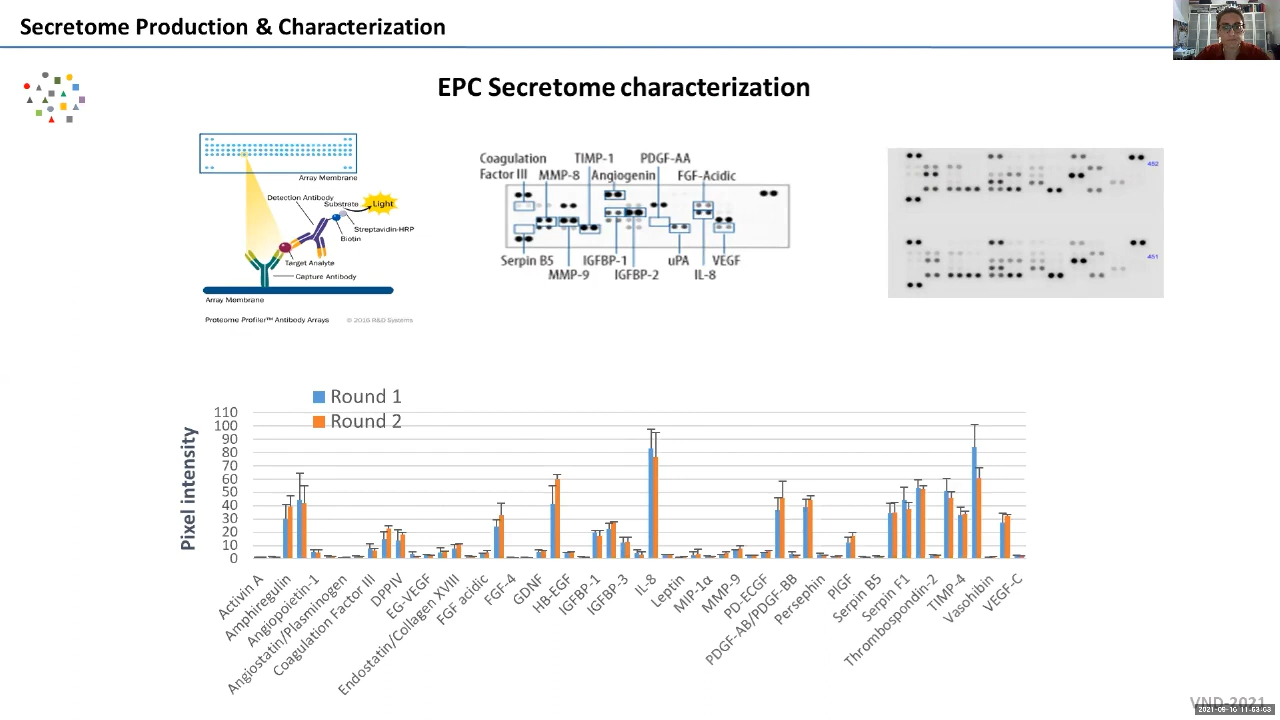 Secretome Production & Characterization
EPC Secretome characterization
Array Membrane
Detection Antibody
Substrate
Light
Streptavidin-HRP
Biotin
Target Analyte
Capture Antibody
Array Membrane
Proteome Profiler™ Antibody Arrays © 2016 R&D Systems
Coagulation TIMP-1 PDGF-AA
Factor III MMP-8 Angiogenin FGF-Acidic
Serpin B5 IGFBP-1 uPA VEGF
MMP-9 IGFBP-2 IL-8
452
451
Round 1
Round 2
Pixel intensity
110
100
90
80
70
60
50
40
30
20
10
0
Activin A
Amphiregulin
Angiopoietin-1
Angiostatin/Plasminogen
Coagulation Factor III
DPPIV
EG-VEGF
Endostatin/Collagen XVIII
FGF acidic
FGF-4
GDNF
HB-EGF
IGFBP-1
IGFBP-3
IL-8
Leptin
MIP-1α
MMP-9
PD-ECGF
PDGF-AB/PDGF-BB
Persephin
PIGF
Serpin B5
Serpin F1
Thrombospondin-2
TIMP-4
Vasohibin
VEGF-C
VND-2021